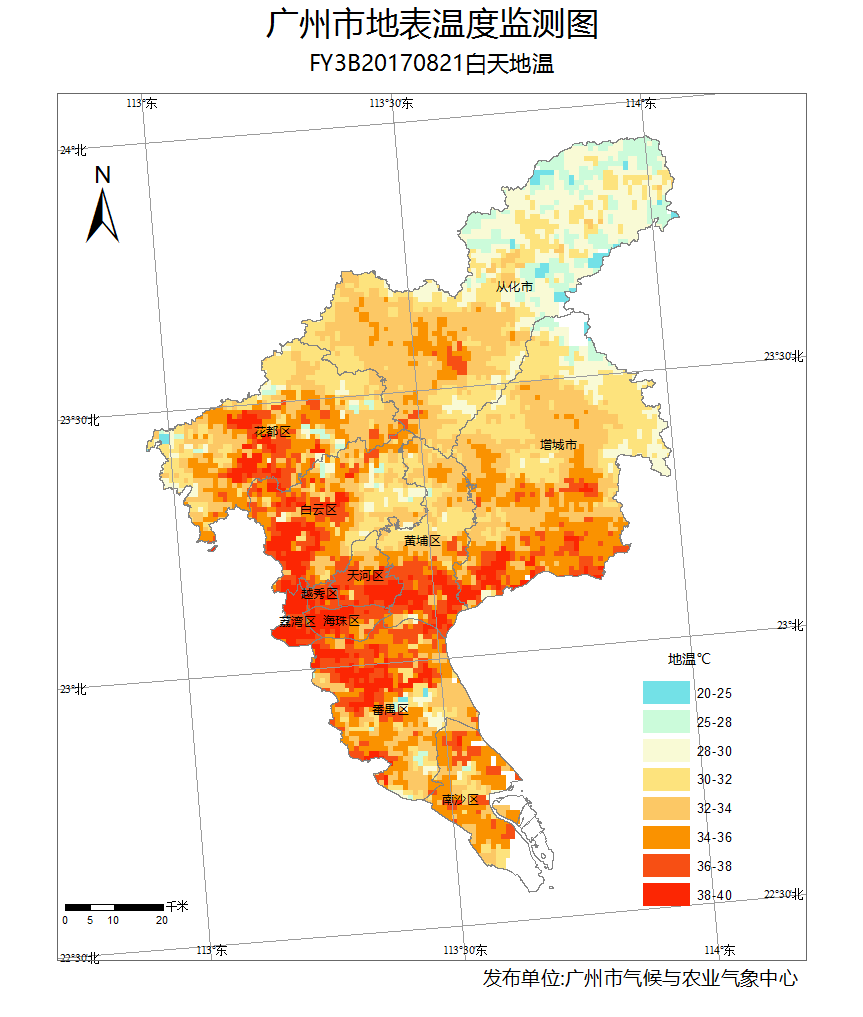 广州市地表温度监测图
FY3B20170821白天地温
113°东
113°30'东
114°东
24°北
N
从化市
23°30'北
23°30'北
花都区
增城市
白云区
黄埔区
天河区
越秀区
荔湾区 海珠区
23°北
地温℃
23°北
20-25
番禺区
25-28
28-30
30-32
南沙区
32-34
34-36
36-38
38-40
22°30'北
千米
0 5 10 20
113°东
113°30'东
114°东
22°30'北
发布单位:广州市气候与农业气象中心